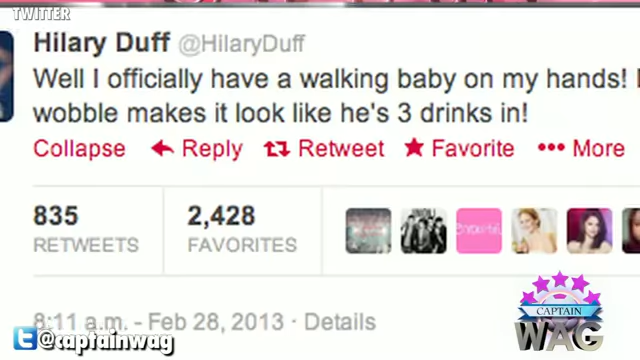 TWITTER
Hilary Duff @HilaryDuff
Well I officially have a walking baby on my hands!
wobble makes it look like he's 3 drinks in!
Collapse Reply Retweet Favorite More
835 2,428
RETWEETS FAVORITES
8:11 a.m. - Feb 28, 2013 · Details
@captainwag
CAPTAIN
WAG